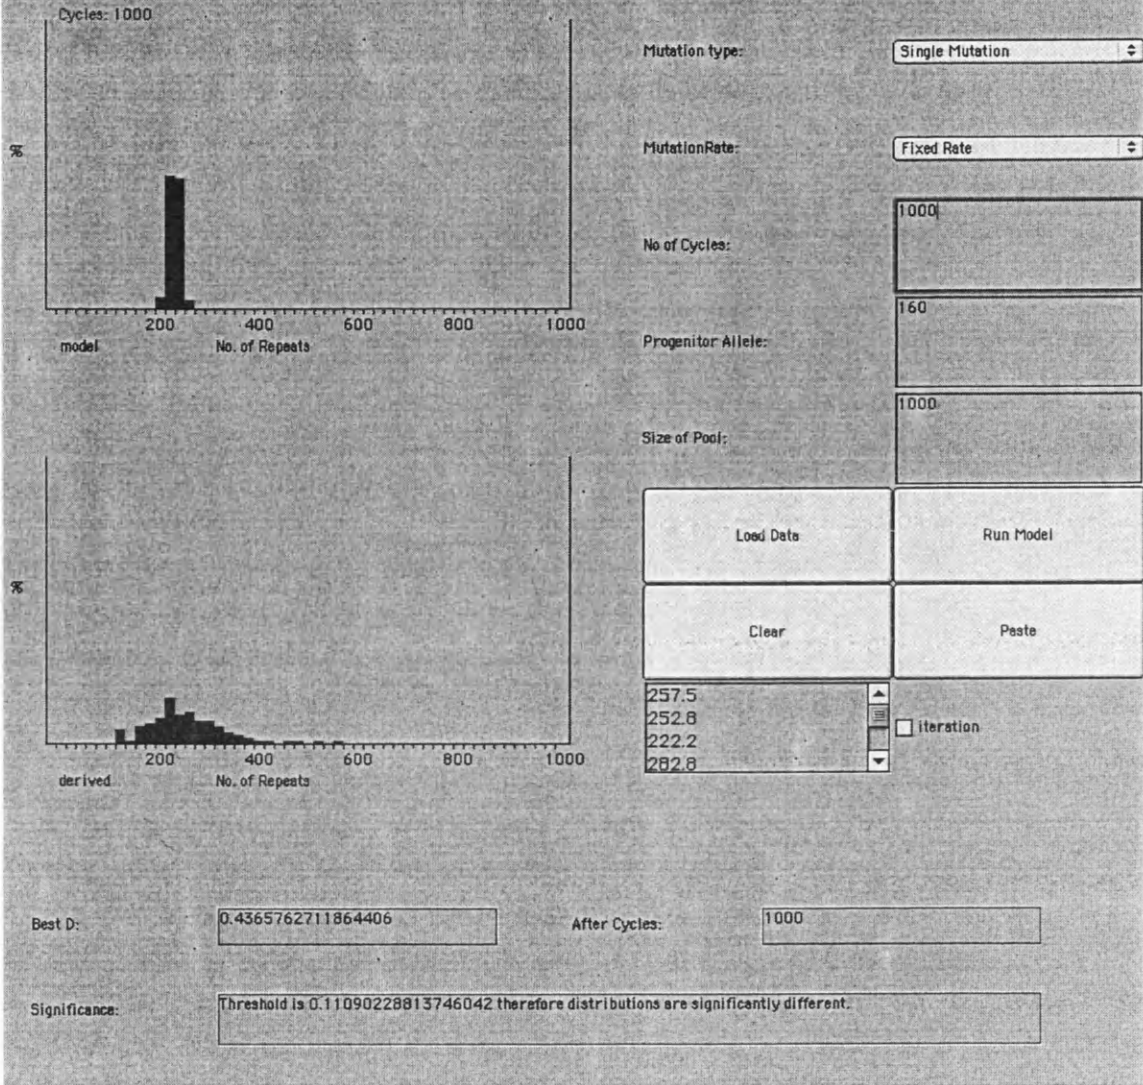 Cycles: 1000
%
200 400 600 800 1000
model No. of Repeats
Mutation type: Single Mutation
MutationRate: Fixed Rate
No of Cycles: 1000
Progenitor Allele: 160
Size of Pool: 1000
Load Data Run Model
Clear Paste
257.5
252.8
222.2
282.8
iteration
%
200 400 600 800 1000
derived No. of Repeats
Best D: 0.4365762711864406 After Cycles: 1000
Significance: Threshold is 0.11090228813746042 therefore distributions are significantly different.